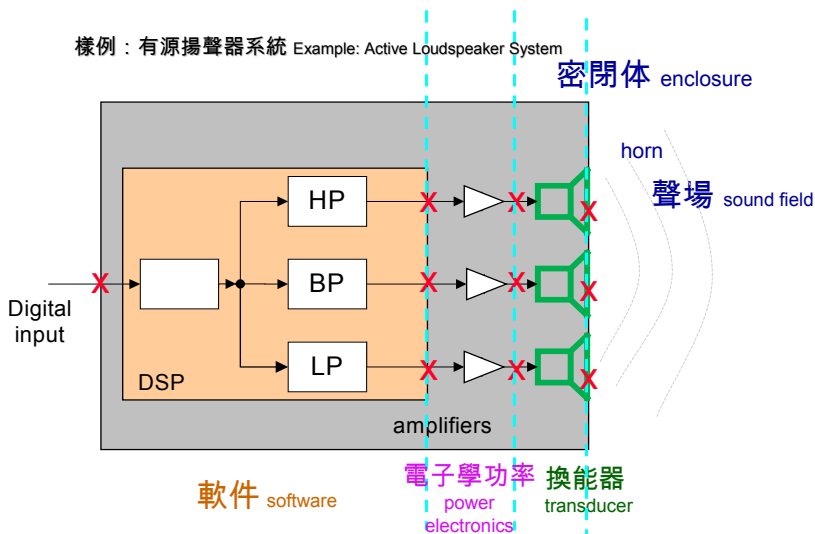 樣例：有源揚聲器系統 Example: Active Loudspeaker System
密閉体 enclosure
horn
聲場 sound field
HP
BP
LP
Digital
input
DSP
amplifiers
軟件 software
電子學功率
power
electronics
換能器
transducer